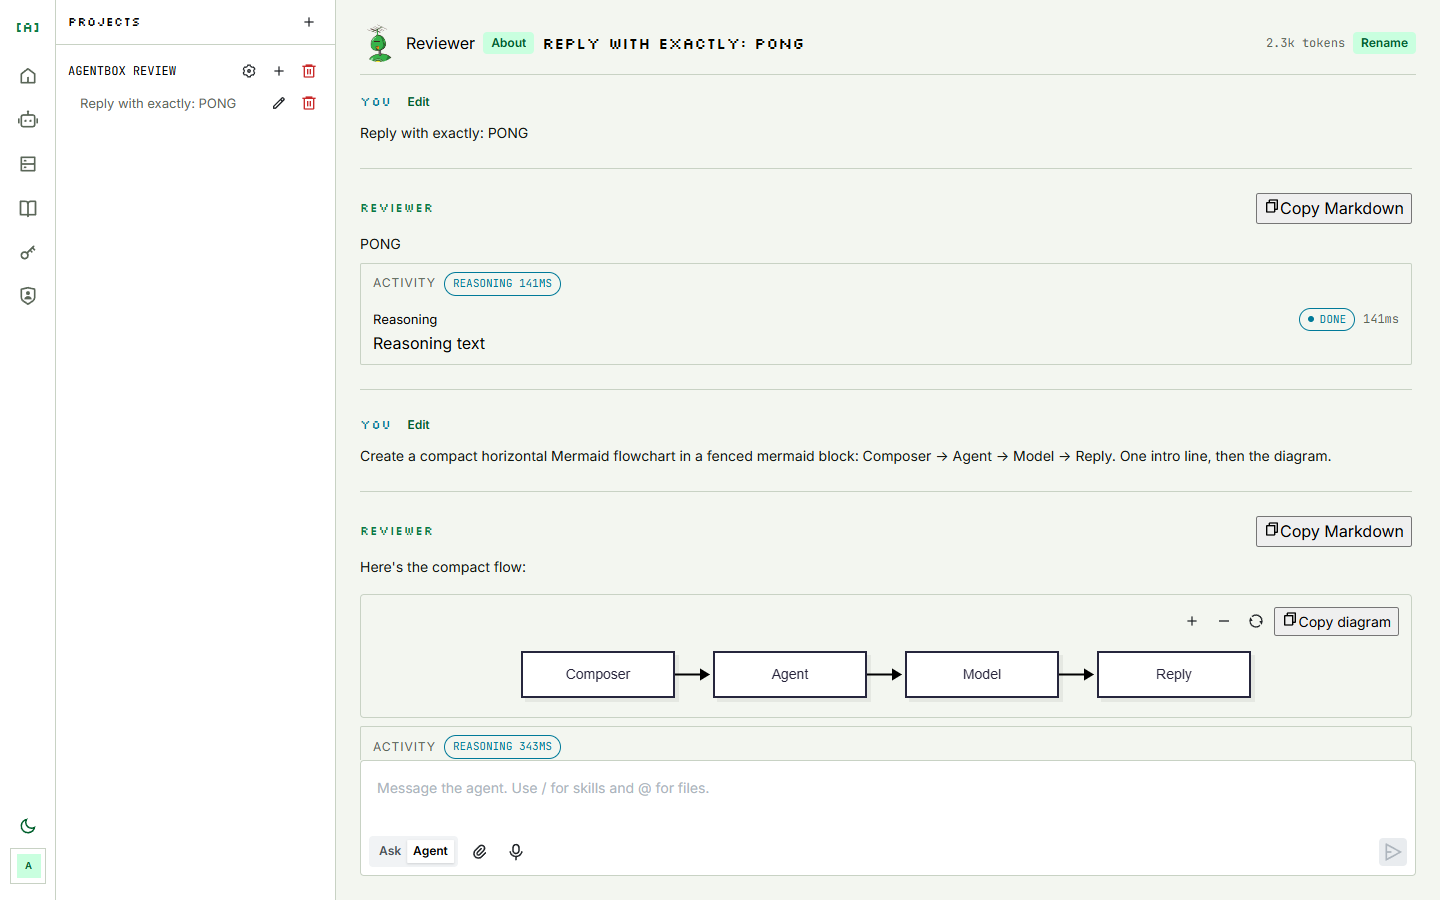 [A]
PROJECTS
AGENTBOX REVIEW
Reply with exactly: PONG
A
Reviewer About REPLY WITH EXACTLY: PONG
2.3k tokens Rename
YOU Edit
Reply with exactly: PONG
REVIEWER
Copy Markdown
PONG
ACTIVITY REASONING 141MS
Reasoning
DONE 141ms
Reasoning text
YOU Edit
Create a compact horizontal Mermaid flowchart in a fenced mermaid block: Composer → Agent → Model → Reply. One intro line, then the diagram.
REVIEWER
Copy Markdown
Here's the compact flow:
Copy diagram
Composer Agent Model Reply
ACTIVITY REASONING 343MS
Message the agent. Use / for skills and @ for files.
Ask Agent